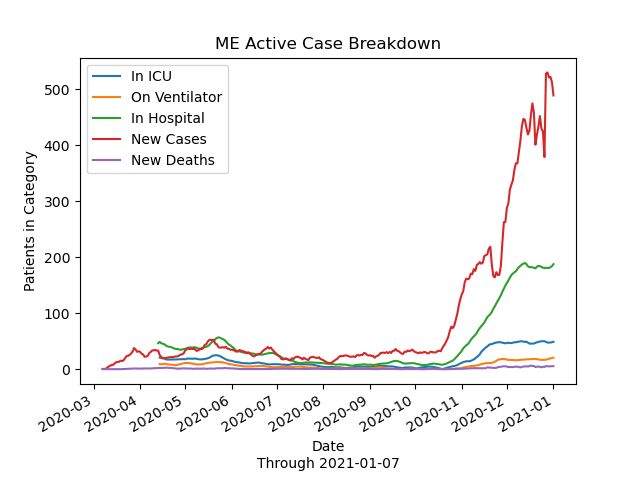 ME Active Case Breakdown
In ICU
On Ventilator
In Hospital
New Cases
New Deaths
Patients in Category
500
400
300
200
100
0
2020-03
2020-04
2020-05
2020-06
2020-07
2020-08
2020-09
2020-10
2020-11
2020-12
2021-01
Date
Through 2021-01-07